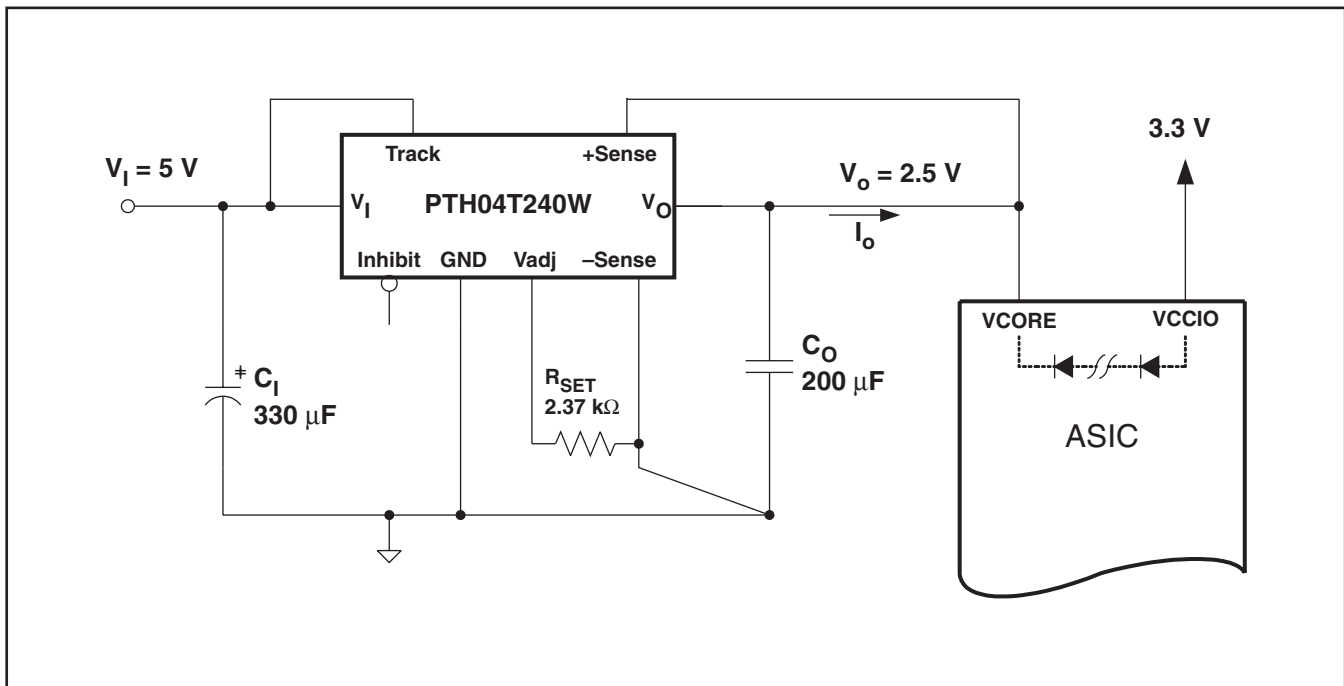 Track
+Sense
3.3 V
V_I = 5 V
V_I
PTH04T240W
V_O
V_o = 2.5 V
I_o
Inhibit
GND
Vadj
–Sense
VCORE
VCCIO
+ C_I
330 μF
R_SET
2.37 kΩ
C_O
200 μF
ASIC